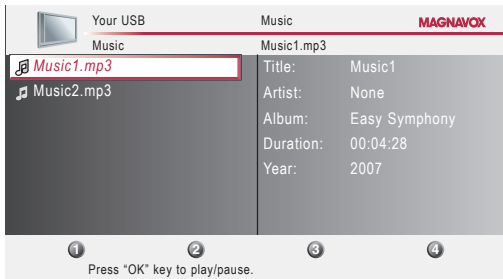 Your USB Music MAGNAVOX
Music Music1.mp3
Music1.mp3
Music2.mp3
Title: Music1
Artist: None
Album: Easy Symphony
Duration: 00:04:28
Year: 2007
1 2 3 4
Press “OK” key to play/pause.